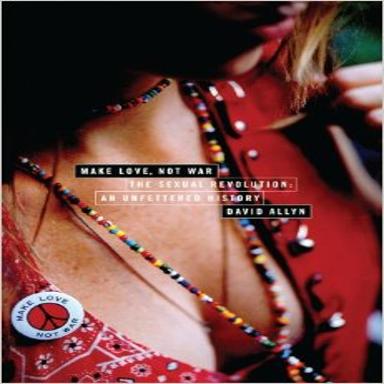 MAKE LOVE, NOT WAR
THE SEXUAL REVOLUTION:
AN UNFETTERED HISTORY
DAVID ALLYN
MAKE LOVE
NOT WAR